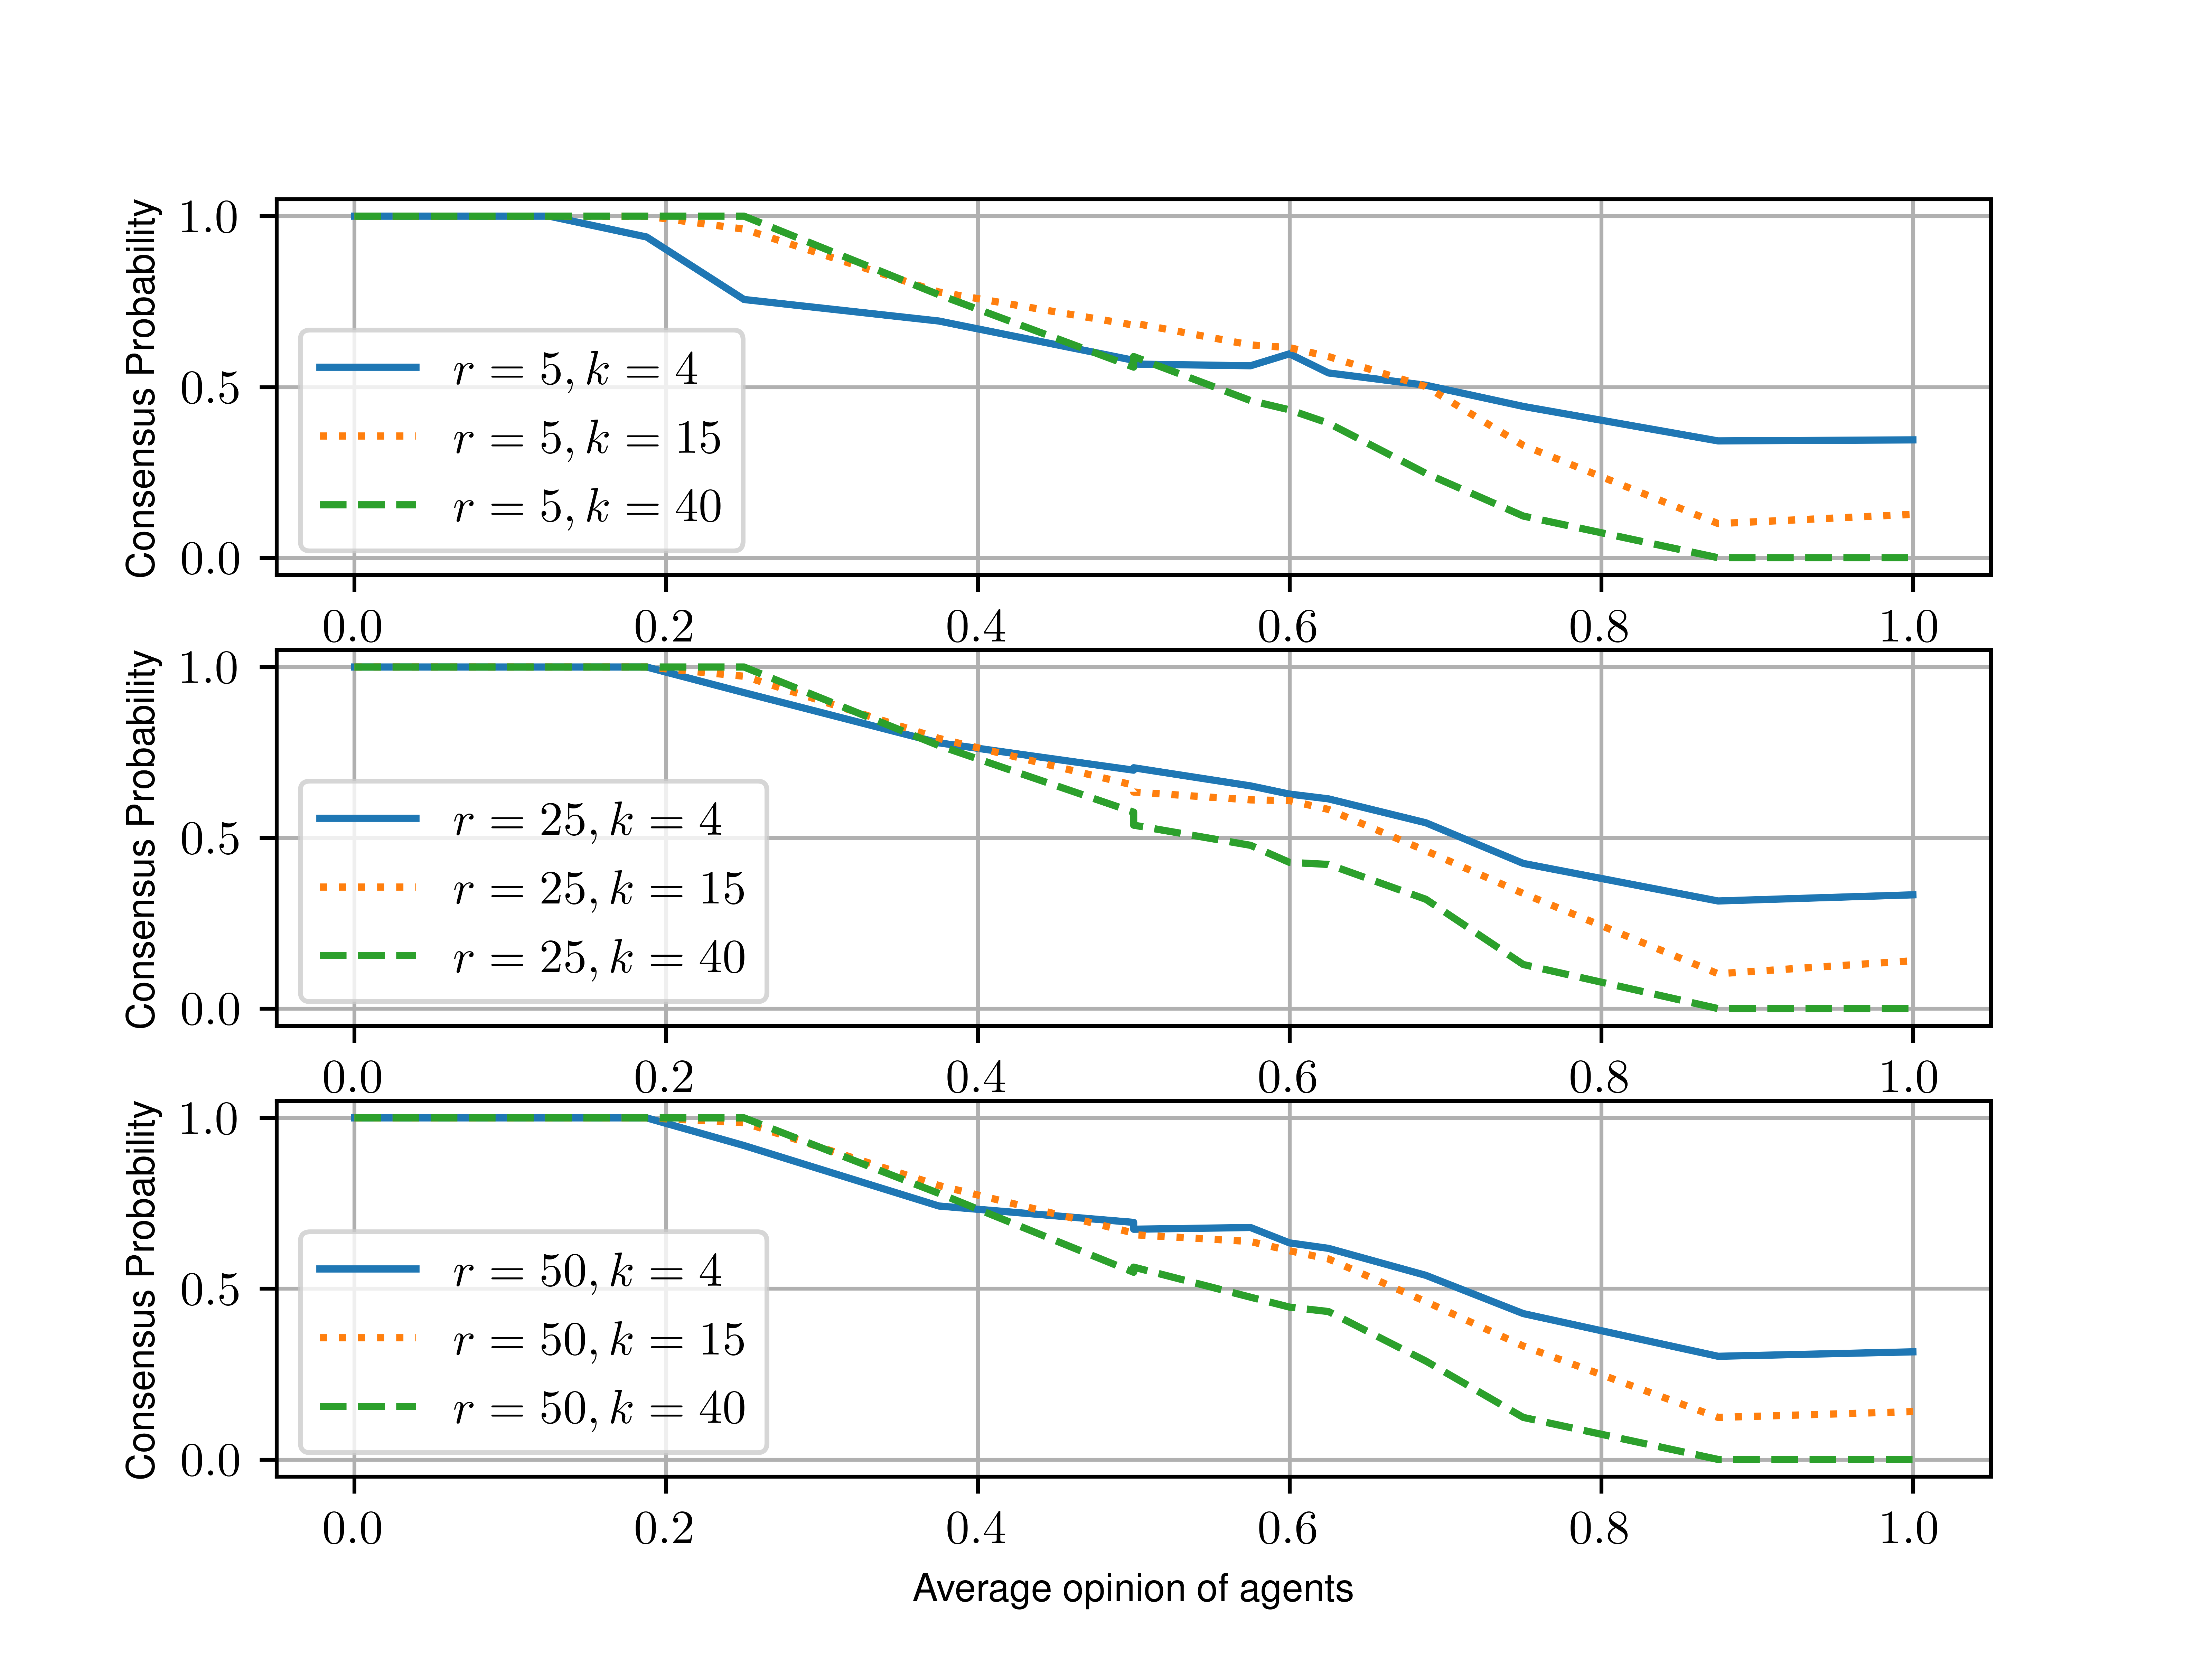 Consensus Probability
1.0
0.5
0.0
r = 5, k = 4
r = 5, k = 15
r = 5, k = 40
0.0 0.2 0.4 0.6 0.8 1.0
Consensus Probability
1.0
0.5
0.0
r = 25, k = 4
r = 25, k = 15
r = 25, k = 40
0.0 0.2 0.4 0.6 0.8 1.0
Consensus Probability
1.0
0.5
0.0
r = 50, k = 4
r = 50, k = 15
r = 50, k = 40
0.0 0.2 0.4 0.6 0.8 1.0
Average opinion of agents